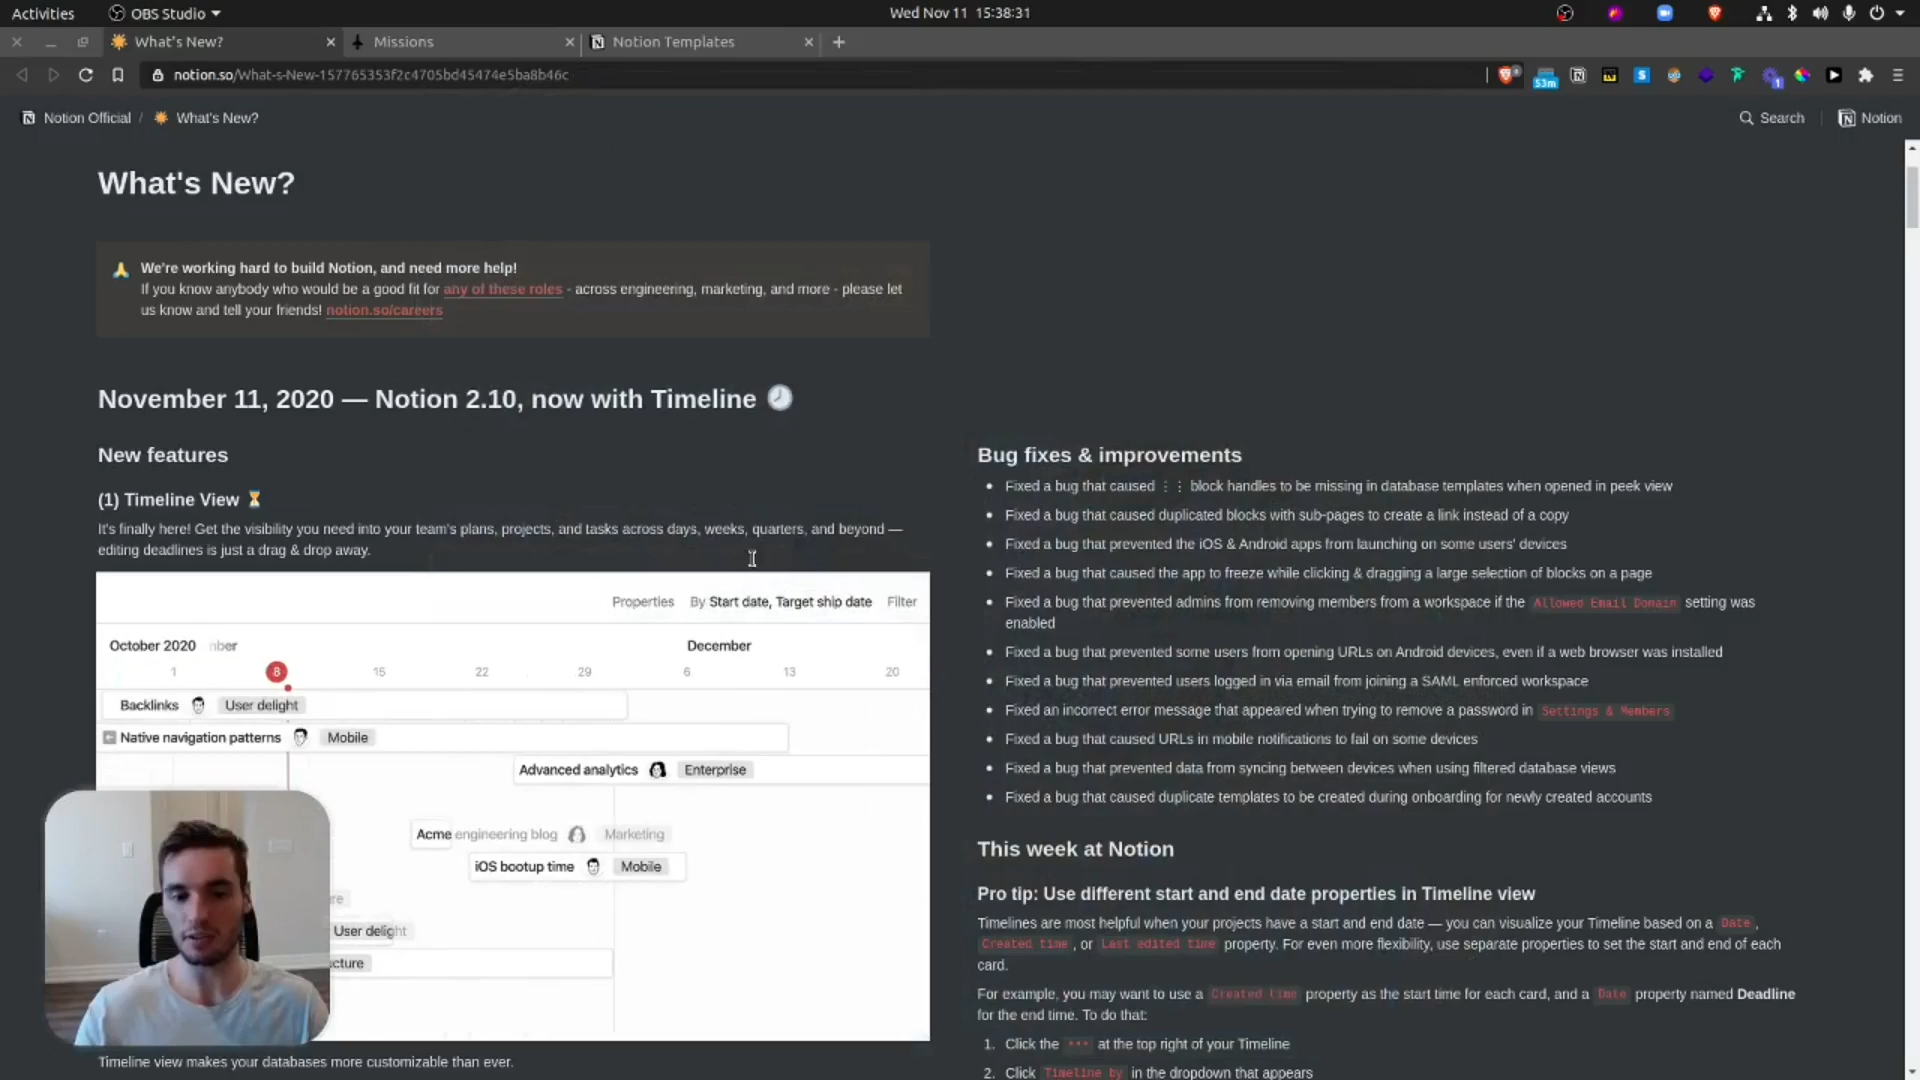 Activities OBS Studio Wed Nov 11 15:38:31
What's New? Missions Notion Templates
notion.so/What-s-New-157765353f2c4705bd45474e5ba8b46c 53m 1
Notion Official / What's New? Search Notion
What's New?
We're working hard to build Notion, and need more help!
If you know anybody who would be a good fit for any of these roles - across engineering, marketing, and more - please let
us know and tell your friends! notion.so/careers
November 11, 2020 — Notion 2.10, now with Timeline
New features
(1) Timeline View
It's finally here! Get the visibility you need into your team's plans, projects, and tasks across days, weeks, quarters, and beyond —
editing deadlines is just a drag & drop away.
Properties By Start date, Target ship date Filter
October 2020 nber December
1 8 15 22 29 6 13 20
Backlinks User delight
Native navigation patterns Mobile
Advanced analytics Enterprise
Acme engineering blog Marketing
iOS bootup time Mobile
re
User delight
cture
Timeline view makes your databases more customizable than ever.
Bug fixes & improvements
• Fixed a bug that caused ⋮⋮ block handles to be missing in database templates when opened in peek view
• Fixed a bug that caused duplicated blocks with sub-pages to create a link instead of a copy
• Fixed a bug that prevented the iOS & Android apps from launching on some users' devices
• Fixed a bug that caused the app to freeze while clicking & dragging a large selection of blocks on a page
• Fixed a bug that prevented admins from removing members from a workspace if the Allowed Email Domain setting was
enabled
• Fixed a bug that prevented some users from opening URLs on Android devices, even if a web browser was installed
• Fixed a bug that prevented users logged in via email from joining a SAML enforced workspace
• Fixed an incorrect error message that appeared when trying to remove a password in Settings & Members
• Fixed a bug that caused URLs in mobile notifications to fail on some devices
• Fixed a bug that prevented data from syncing between devices when using filtered database views
• Fixed a bug that caused duplicate templates to be created during onboarding for newly created accounts
This week at Notion
Pro tip: Use different start and end date properties in Timeline view
Timelines are most helpful when your projects have a start and end date — you can visualize your Timeline based on a Date,
Created time, or Last edited time property. For even more flexibility, use separate properties to set the start and end of each
card.
For example, you may want to use a Created time property as the start time for each card, and a Date property named Deadline
for the end time. To do that:
1. Click the ••• at the top right of your Timeline
2. Click Timeline by in the dropdown that appears